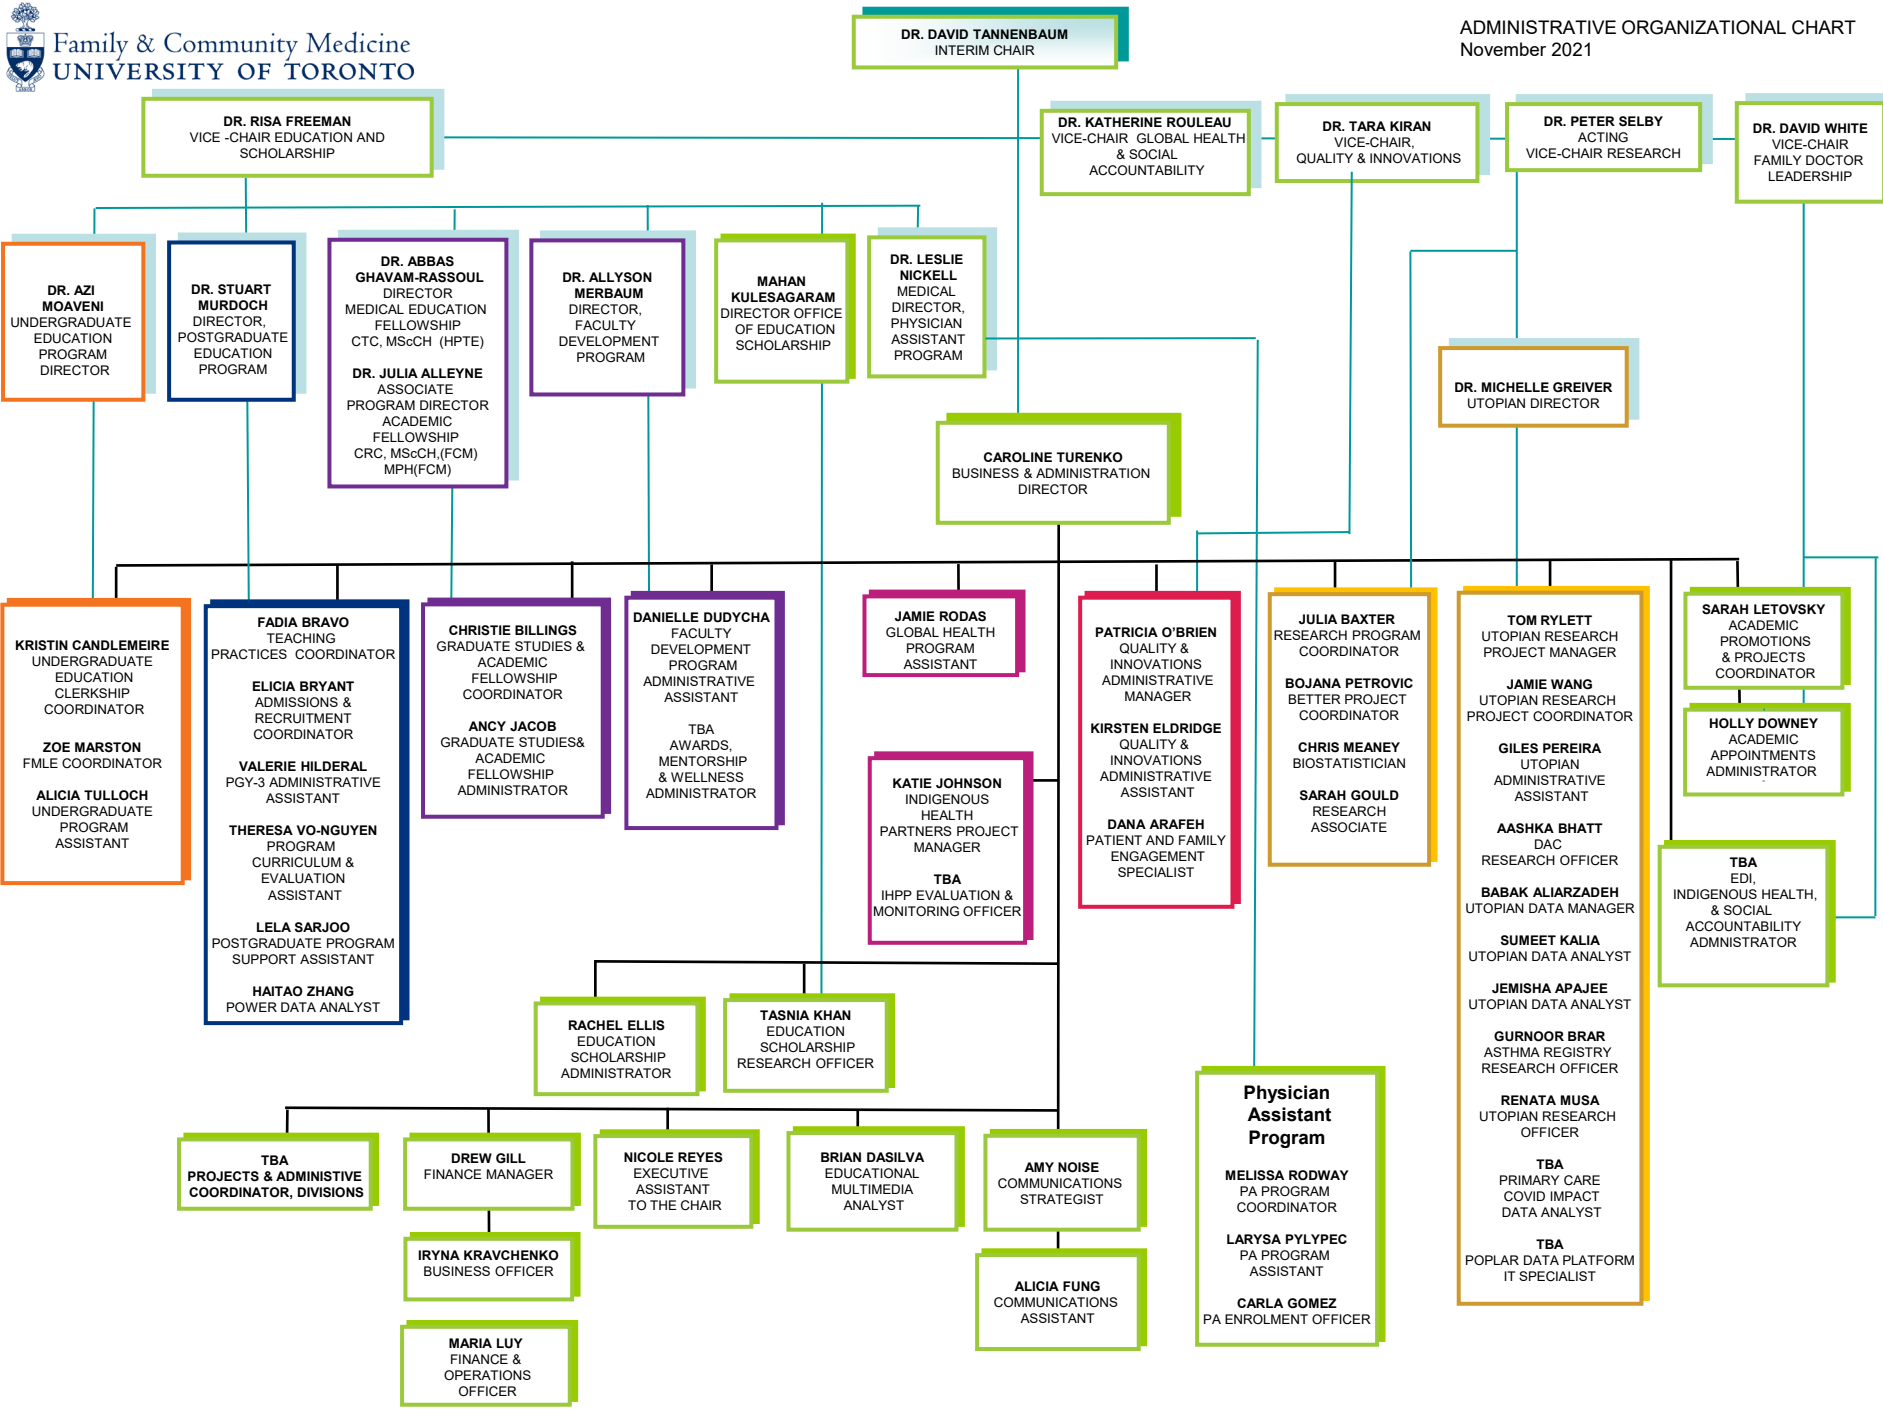 Family & Community Medicine
UNIVERSITY OF TORONTO
DR. DAVID TANNENBAUM
INTERIM CHAIR
ADMINISTRATIVE ORGANIZATIONAL CHART
November 2021
DR. RISA FREEMAN
VICE -CHAIR EDUCATION AND
SCHOLARSHIP
DR. KATHERINE ROULEAU
VICE-CHAIR GLOBAL HEALTH
& SOCIAL
ACCOUNTABILITY
DR. TARA KIRAN
VICE-CHAIR,
QUALITY & INNOVATIONS
DR. PETER SELBY
ACTING
VICE-CHAIR RESEARCH
DR. DAVID WHITE
VICE-CHAIR
FAMILY DOCTOR
LEADERSHIP
DR. AZI
MOAVENI
UNDERGRADUATE
EDUCATION
PROGRAM
DIRECTOR
DR. STUART
MURDOCH
DIRECTOR,
POSTGRADUATE
EDUCATION
PROGRAM
DR. ABBAS
GHAVAM-RASSOUL
DIRECTOR
MEDICAL EDUCATION
FELLOWSHIP
CTC, MScCH (HPTE)
DR. JULIA ALLEYNE
ASSOCIATE
PROGRAM DIRECTOR
ACADEMIC
FELLOWSHIP
CRC, MScCH,(FCM)
MPH(FCM)
DR. ALLYSON
MERBAUM
DIRECTOR,
FACULTY
DEVELOPMENT
PROGRAM
MAHAN
KULESAGARAM
DIRECTOR OFFICE
OF EDUCATION
SCHOLARSHIP
DR. LESLIE
NICKELL
MEDICAL
DIRECTOR,
PHYSICIAN
ASSISTANT
PROGRAM
DR. MICHELLE GREIVER
UTOPIAN DIRECTOR
CAROLINE TURENKO
BUSINESS & ADMINISTRATION
DIRECTOR
KRISTIN CANDLEMEIRE
UNDERGRADUATE
EDUCATION
CLERKSHIP
COORDINATOR
ZOE MARSTON
FMLE COORDINATOR
ALICIA TULLOCH
UNDERGRADUATE
PROGRAM
ASSISTANT
FADIA BRAVO
TEACHING
PRACTICES COORDINATOR
ELICIA BRYANT
ADMISSIONS &
RECRUITMENT
COORDINATOR
VALERIE HILDERAL
PGY-3 ADMINISTRATIVE
ASSISTANT
THERESA VO-NGUYEN
PROGRAM
CURRICULUM &
EVALUATION
ASSISTANT
LELA SARJOO
POSTGRADUATE PROGRAM
SUPPORT ASSISTANT
HAITAO ZHANG
POWER DATA ANALYST
CHRISTIE BILLINGS
GRADUATE STUDIES &
ACADEMIC
FELLOWSHIP
COORDINATOR
ANCY JACOB
GRADUATE STUDIES&
ACADEMIC
FELLOWSHIP
ADMINISTRATOR
DANIELLE DUDYCHA
FACULTY
DEVELOPMENT
PROGRAM
ADMINISTRATIVE
ASSISTANT
TBA
AWARDS,
MENTORSHIP
& WELLNESS
ADMINISTRATOR
JAMIE RODAS
GLOBAL HEALTH
PROGRAM
ASSISTANT
KATIE JOHNSON
INDIGENOUS
HEALTH
PARTNERS PROJECT
MANAGER
TBA
IHPP EVALUATION &
MONITORING OFFICER
PATRICIA O'BRIEN
QUALITY &
INNOVATIONS
ADMINISTRATIVE
MANAGER
KIRSTEN ELDRIDGE
QUALITY &
INNOVATIONS
ADMINISTRATIVE
ASSISTANT
DANA ARAFEH
PATIENT AND FAMILY
ENGAGEMENT
SPECIALIST
JULIA BAXTER
RESEARCH PROGRAM
COORDINATOR
BOJANA PETROVIC
BETTER PROJECT
COORDINATOR
CHRIS MEANEY
BIOSTATISTICIAN
SARAH GOULD
RESEARCH
ASSOCIATE
TOM RYLETT
UTOPIAN RESEARCH
PROJECT MANAGER
JAMIE WANG
UTOPIAN RESEARCH
PROJECT COORDINATOR
GILES PEREIRA
UTOPIAN
ADMINISTRATIVE
ASSISTANT
AASHKA BHATT
DAC
RESEARCH OFFICER
BABAK ALIARZADEH
UTOPIAN DATA MANAGER
SUMEET KALIA
UTOPIAN DATA ANALYST
JEMISHA APAJEE
UTOPIAN DATA ANALYST
GURNOOR BRAR
ASTHMA REGISTRY
RESEARCH OFFICER
RENATA MUSA
UTOPIAN RESEARCH
OFFICER
TBA
PRIMARY CARE
COVID IMPACT
DATA ANALYST
TBA
POPLAR DATA PLATFORM
IT SPECIALIST
SARAH LETOVSKY
ACADEMIC
PROMOTIONS
& PROJECTS
COORDINATOR
HOLLY DOWNEY
ACADEMIC
APPOINTMENTS
ADMINISTRATOR
TBA
EDI,
INDIGENOUS HEALTH,
& SOCIAL
ACCOUNTABILITY
ADMNISTRATOR
RACHEL ELLIS
EDUCATION
SCHOLARSHIP
ADMINISTRATOR
TASNIA KHAN
EDUCATION
SCHOLARSHIP
RESEARCH OFFICER
Physician
Assistant
Program
MELISSA RODWAY
PA PROGRAM
COORDINATOR
LARYSA PYLYPEC
PA PROGRAM
ASSISTANT
CARLA GOMEZ
PA ENROLMENT OFFICER
TBA
PROJECTS & ADMINISTIVE
COORDINATOR, DIVISIONS
DREW GILL
FINANCE MANAGER
NICOLE REYES
EXECUTIVE
ASSISTANT
TO THE CHAIR
BRIAN DASILVA
EDUCATIONAL
MULTIMEDIA
ANALYST
AMY NOISE
COMMUNICATIONS
STRATEGIST
IRYNA KRAVCHENKO
BUSINESS OFFICER
ALICIA FUNG
COMMUNICATIONS
ASSISTANT
MARIA LUY
FINANCE &
OPERATIONS
OFFICER